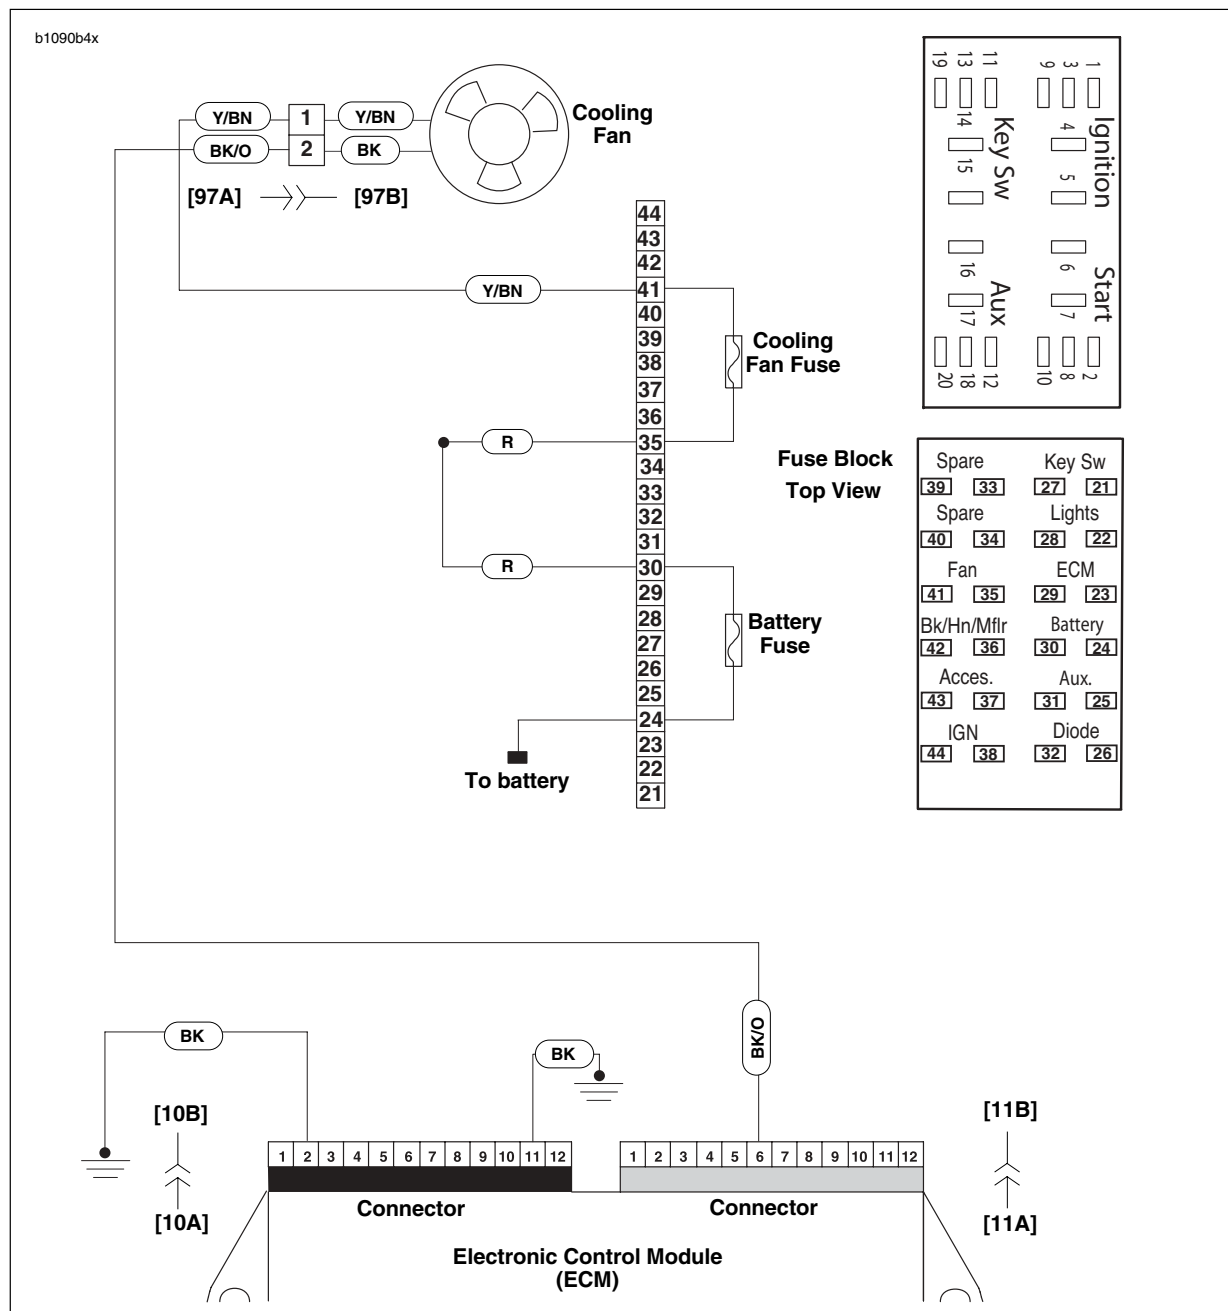 b1090b4x
Y/BN 1 Y/BN
BK/O 2 BK
Cooling
Fan
[97A] [97B]
44
43
42
Y/BN 41
40
39
38
37
36
R 35
34
33
32
31
R 30
29
28
27
26
25
24
23
22
21
Cooling
Fan Fuse
Battery
Fuse
To battery
19 13 11 9 3 1
14 Key Sw 4 Ignition
15 5
16 Aux 6 Start
17 7
20 18 12 10 8 2
Fuse Block
Top View
Spare Key Sw
39 33 27 21
Spare Lights
40 34 28 22
Fan ECM
41 35 29 23
Bk/Hn/Mflr Battery
42 36 30 24
Acces. Aux.
43 37 31 25
IGN Diode
44 38 32 26
BK
BK
BK/O
[10B]
[10A]
[11B]
[11A]
1 2 3 4 5 6 7 8 9 10 11 12
1 2 3 4 5 6 7 8 9 10 11 12
Connector
Connector
Electronic Control Module
(ECM)